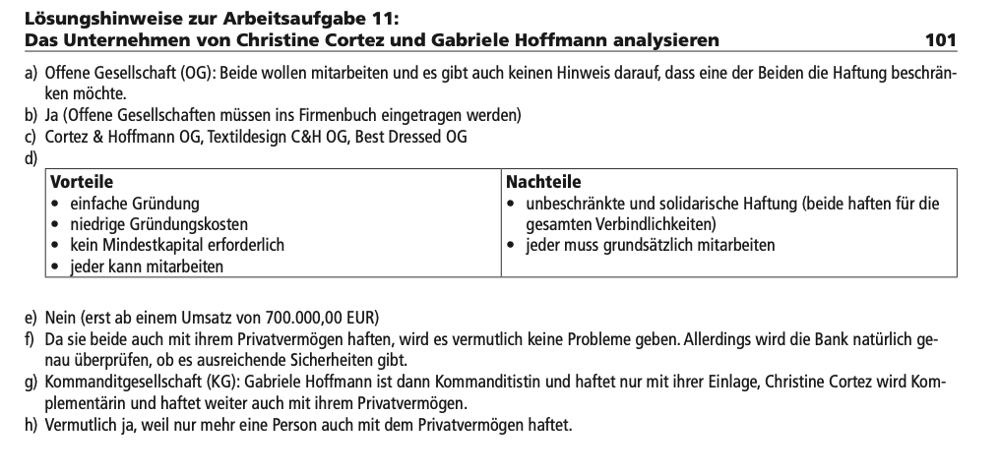 Lösungshinweise zur Arbeitsaufgabe 11:
Das Unternehmen von Christine Cortez und Gabriele Hoffmann analysieren 101
a) Offene Gesellschaft (OG): Beide wollen mitarbeiten und es gibt auch keinen Hinweis darauf, dass eine der Beiden die Haftung beschrän-
ken möchte.
b) Ja (Offene Gesellschaften müssen ins Firmenbuch eingetragen werden)
c) Cortez & Hoffmann OG, Textildesign C&H OG, Best Dressed OG
d)
Vorteile
• einfache Gründung
• niedrige Gründungskosten
• kein Mindestkapital erforderlich
• jeder kann mitarbeiten
Nachteile
• unbeschränkte und solidarische Haftung (beide haften für die
gesamten Verbindlichkeiten)
• jeder muss grundsätzlich mitarbeiten
e) Nein (erst ab einem Umsatz von 700.000,00 EUR)
f) Da sie beide auch mit ihrem Privatvermögen haften, wird es vermutlich keine Probleme geben. Allerdings wird die Bank natürlich ge-
nau überprüfen, ob es ausreichende Sicherheiten gibt.
g) Kommanditgesellschaft (KG): Gabriele Hoffmann ist dann Kommanditistin und haftet nur mit ihrer Einlage, Christine Cortez wird Kom-
plementärin und haftet weiter auch mit ihrem Privatvermögen.
h) Vermutlich ja, weil nur mehr eine Person auch mit dem Privatvermögen haftet.